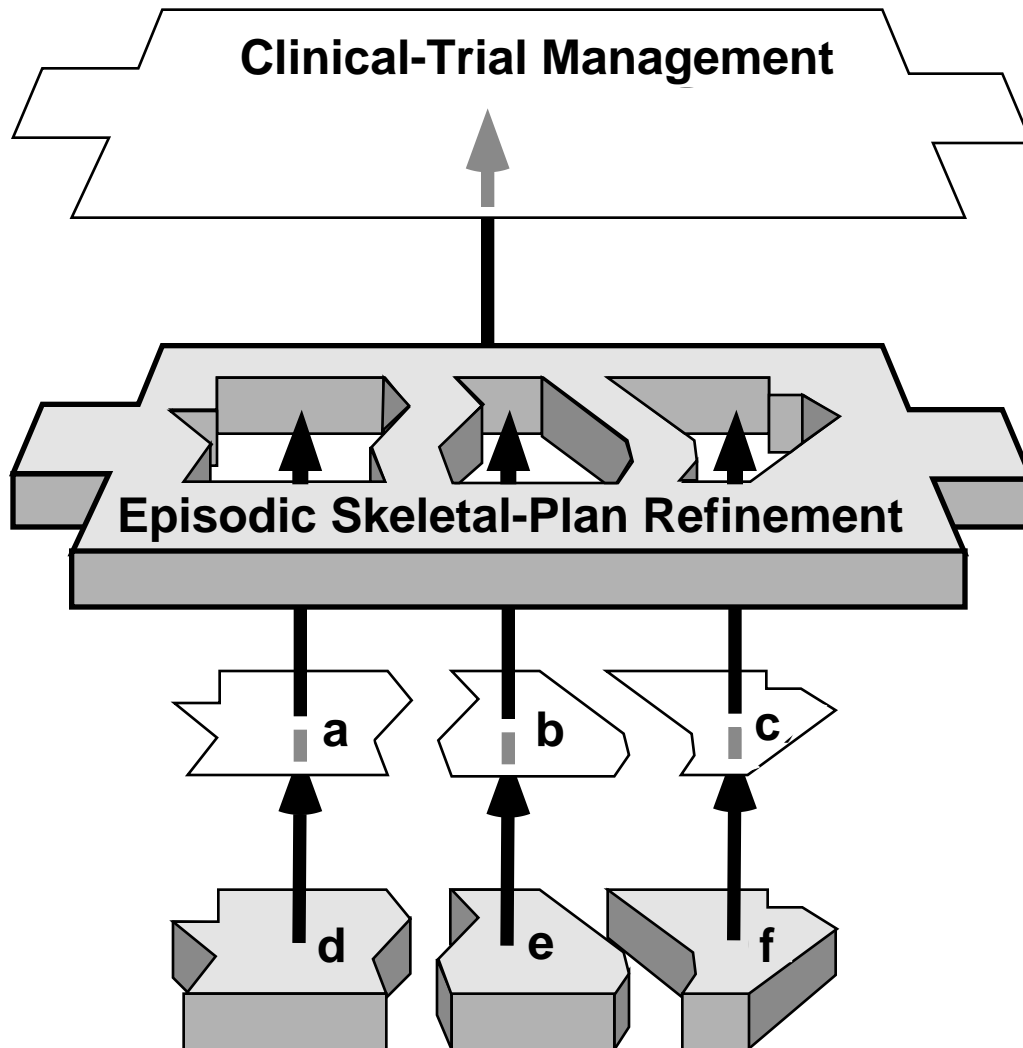 Clinical-Trial Management
Episodic Skeletal-Plan Refinement
a b c
d e f